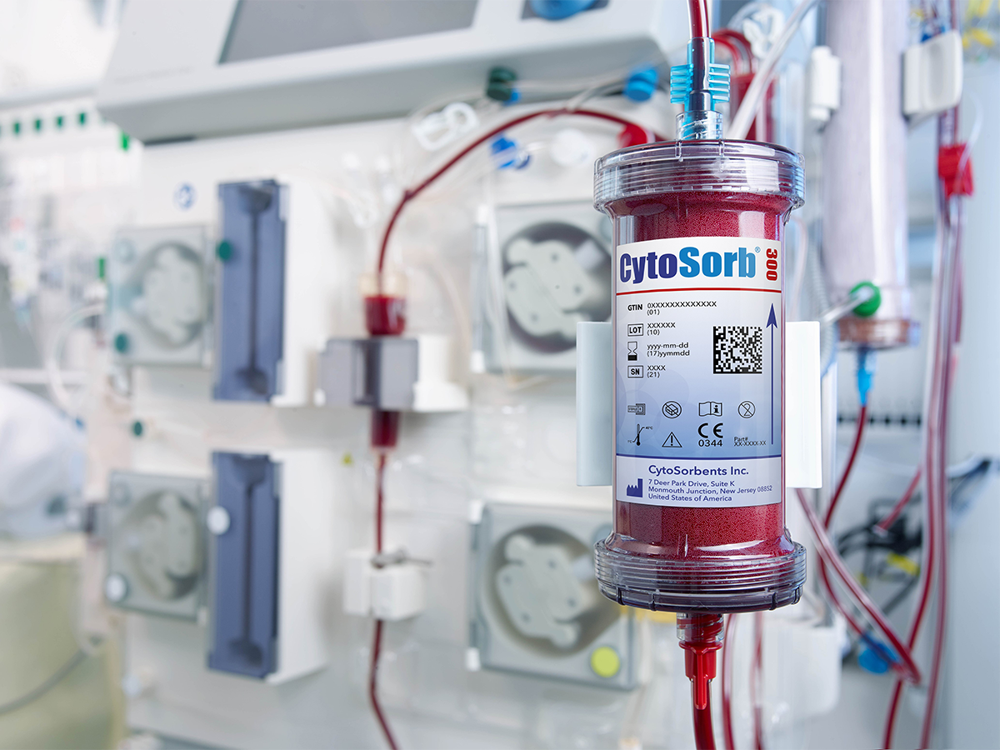 CytoSorb® 300
GTIN 0XXXXXXXXXXXXX
(01)
LOT XXXXXX
(10)
yyyy-mm-dd
(17)yymmdd
SN XXXX
(21)
CE
0344
Part#
XX-XXXX-XX
CytoSorbents Inc.
7 Deer Park Drive, Suite K
Monmouth Junction, New Jersey 08852
United States of America